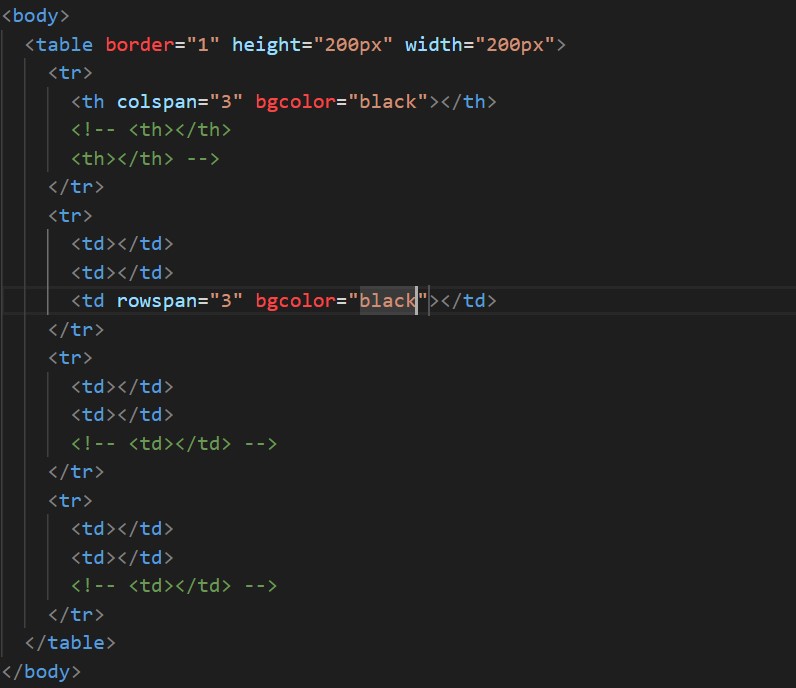 <body>
<table border="1" height="200px" width="200px">
<tr>
<th colspan="3" bgcolor="black"></th>
<!-- <th></th>
<th></th> -->
</tr>
<tr>
<td></td>
<td></td>
<td rowspan="3" bgcolor="black"></td>
</tr>
<tr>
<td></td>
<td></td>
<!-- <td></td> -->
</tr>
<tr>
<td></td>
<td></td>
<!-- <td></td> -->
</tr>
</table>
</body>